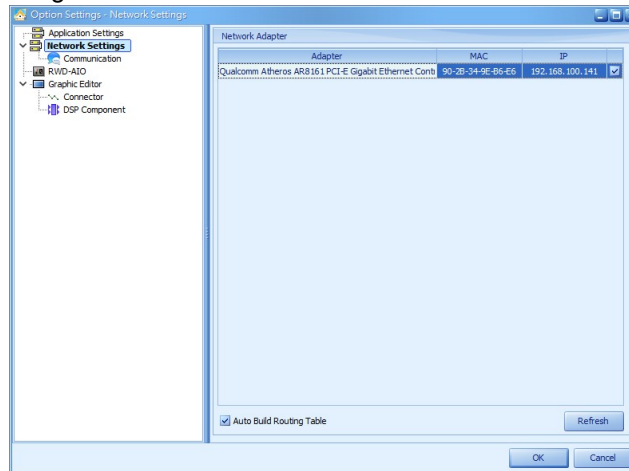 Option Settings - Network Settings
Application Settings
Network Settings
Communication
RWD-AIO
Graphic Editor
Connector
DSP Component
Network Adapter
Adapter MAC IP
Qualcomm Atheros AR8161 PCI-E Gigabit Ethernet Conti 90-2B-34-9E-B6-E6 192.168.100.141
Auto Build Routing Table
Refresh
OK Cancel